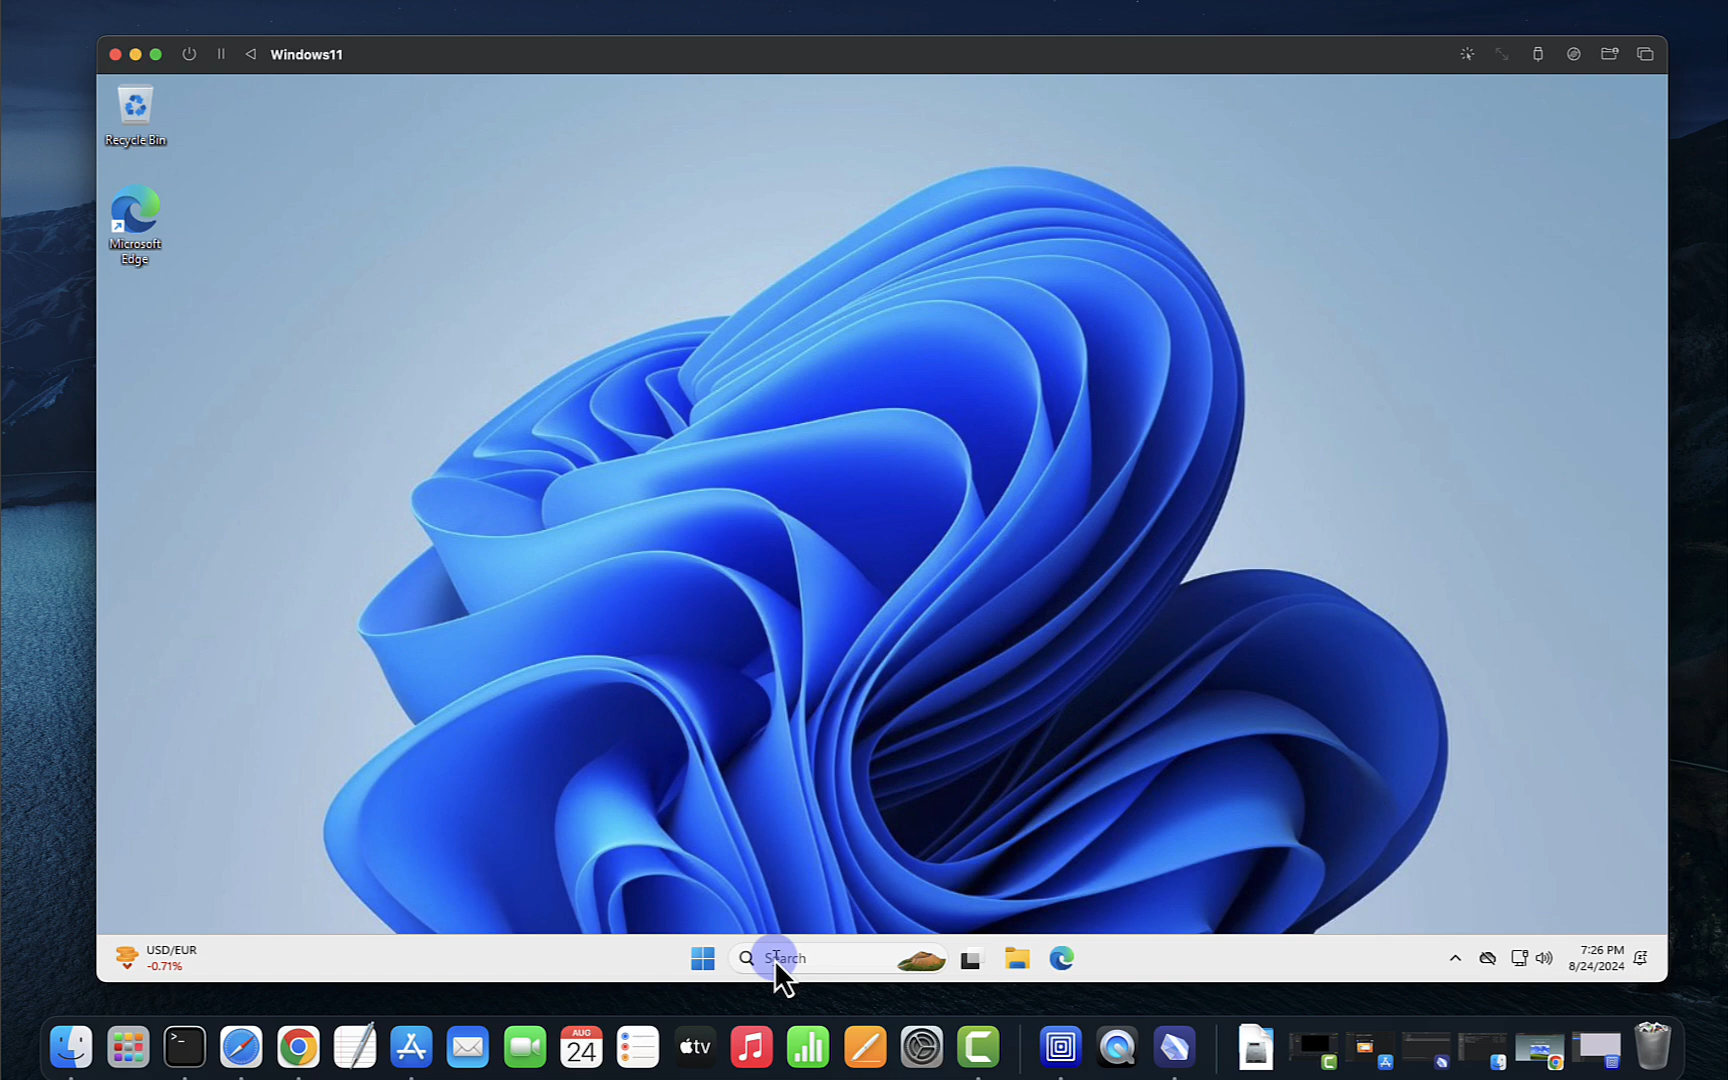 Windows11
Recycle Bin
Microsoft
Edge
USD/EUR
-0.71%
Search
7:26 PM
8/24/2024
>_
AUG
24
tv